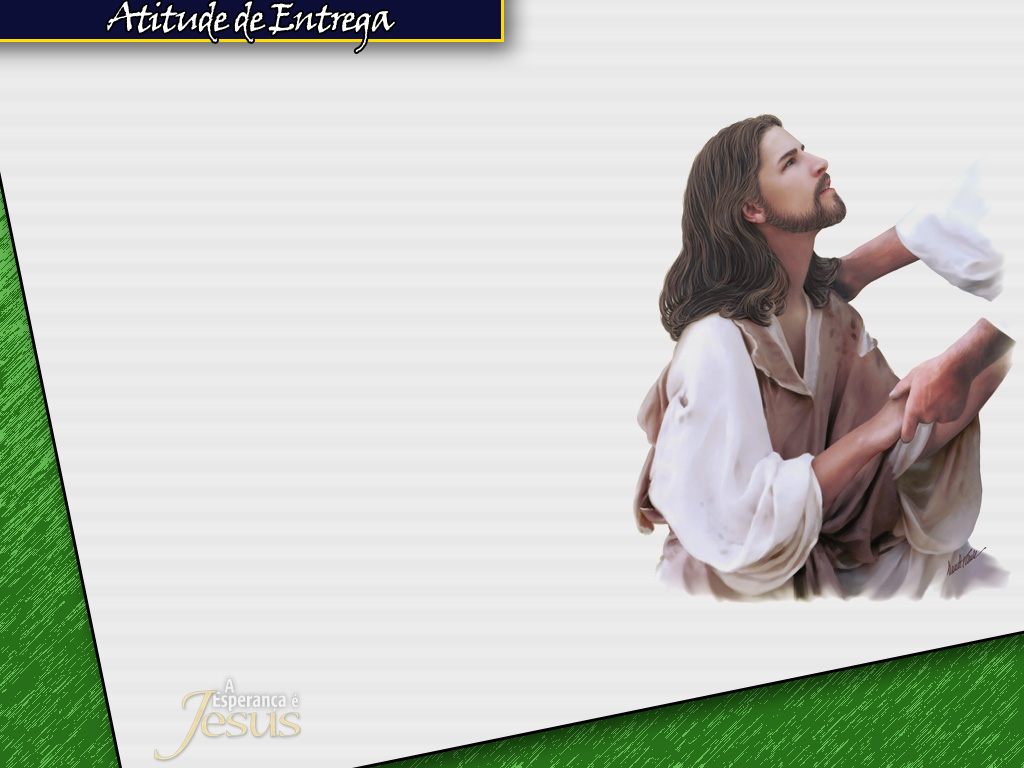 Atitude de Entrega
A
Esperança é
Jesus